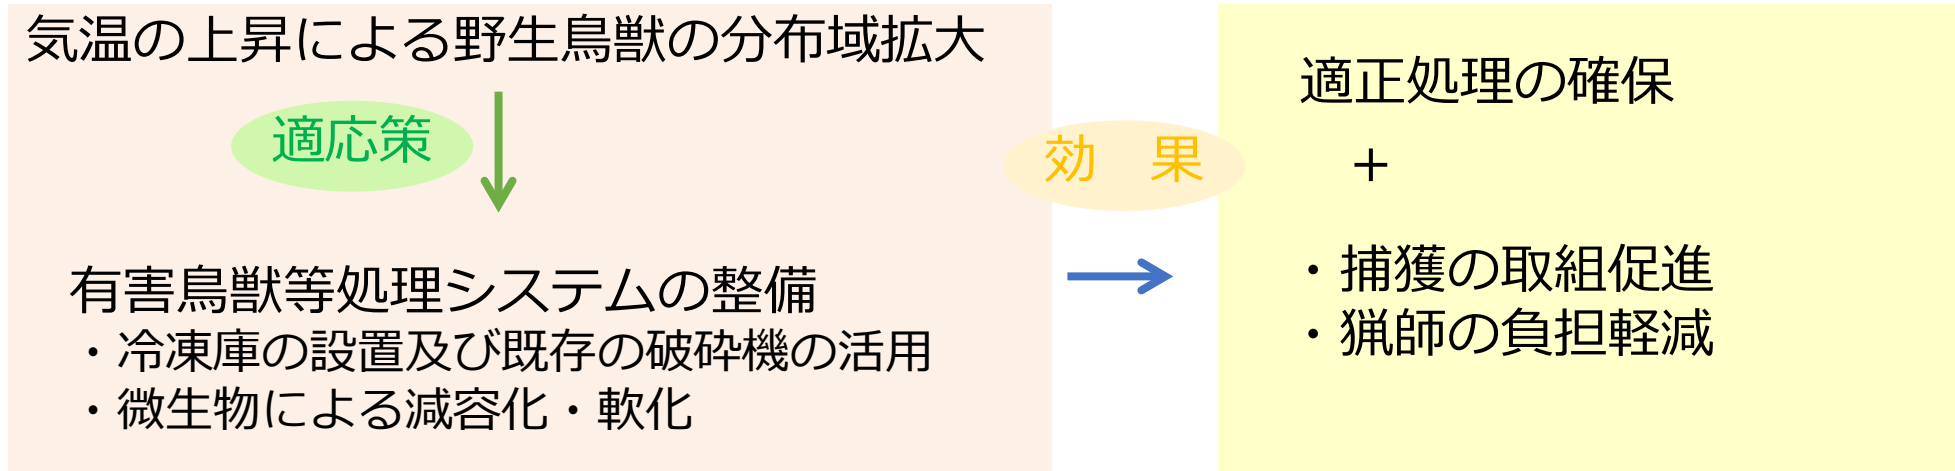 気温の上昇による野生鳥獣の分布域拡大
適応策
有害鳥獣等処理システムの整備
・冷凍庫の設置及び既存の破砕機の活用
・微生物による減容化・軟化
効　果
適正処理の確保
＋
・捕獲の取組促進
・猟師の負担軽減